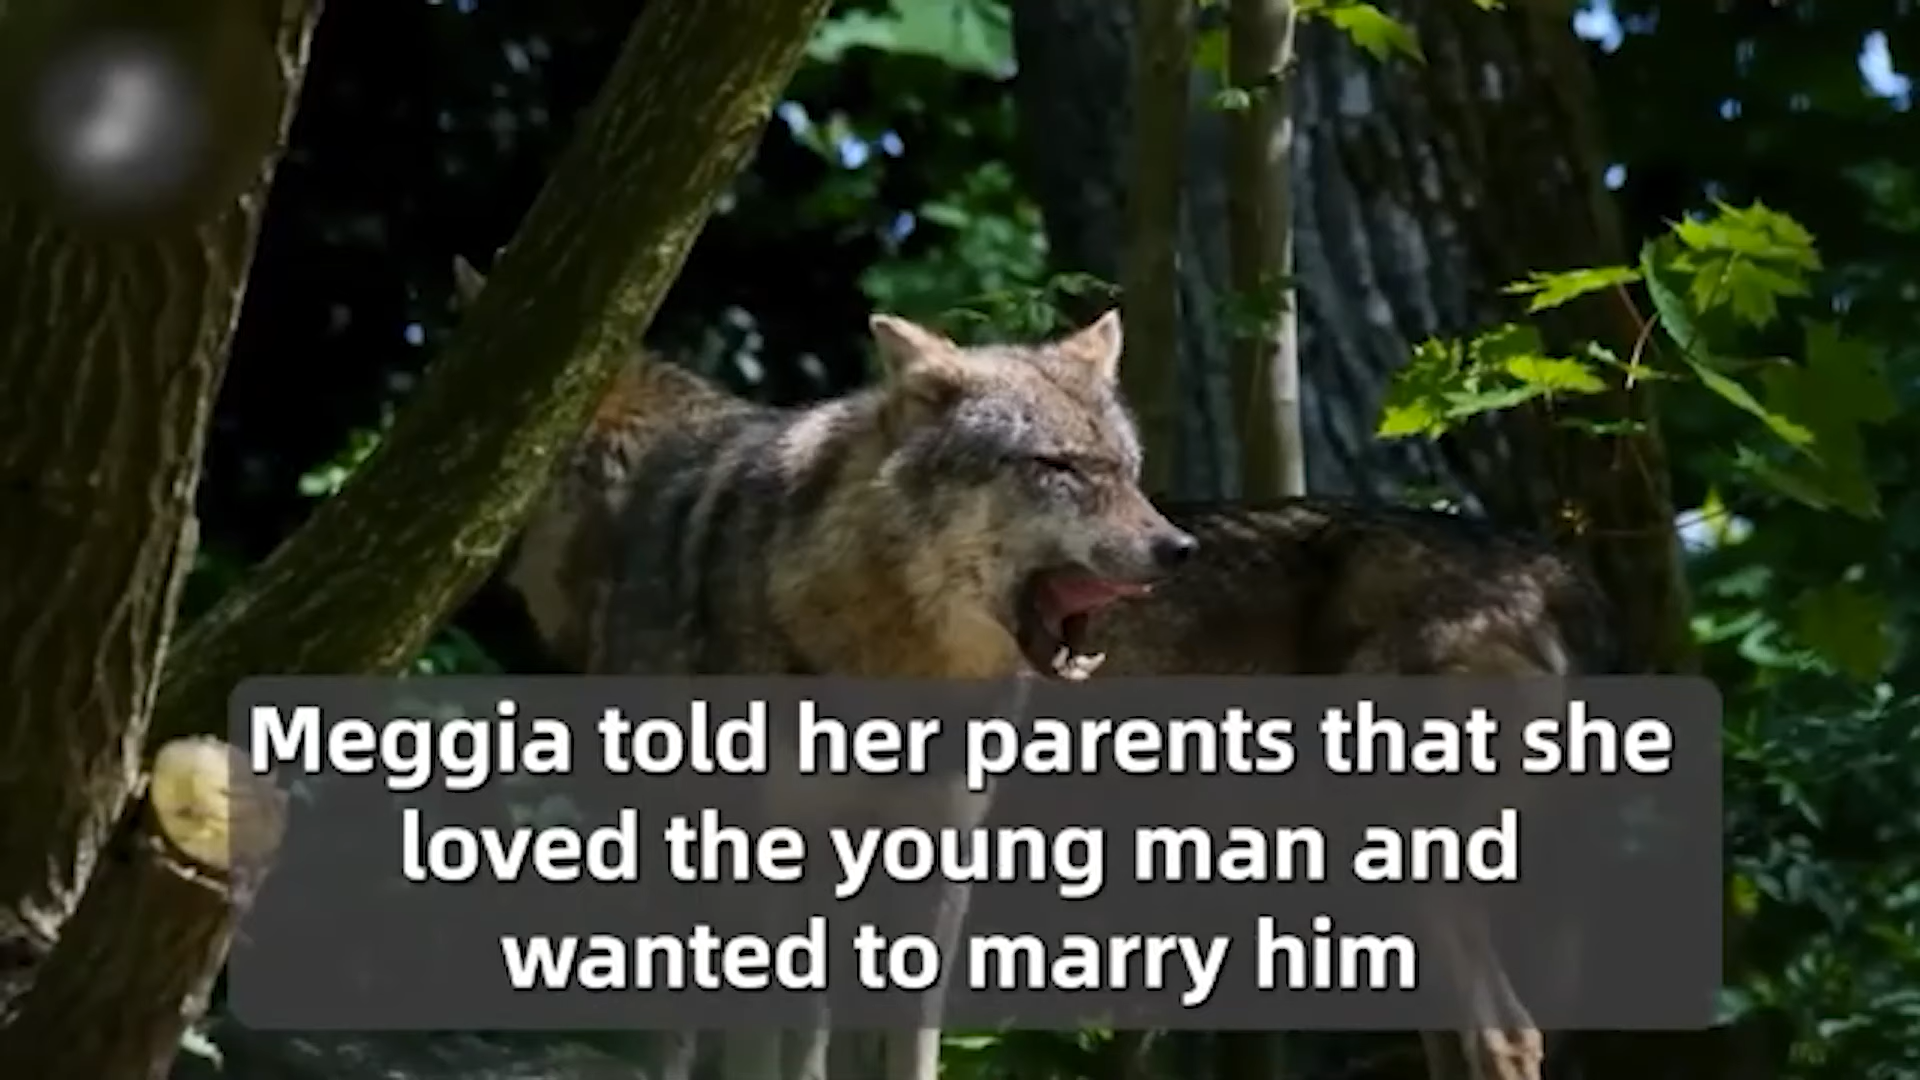 Meggia told her parents that she
loved the young man and
wanted to marry him